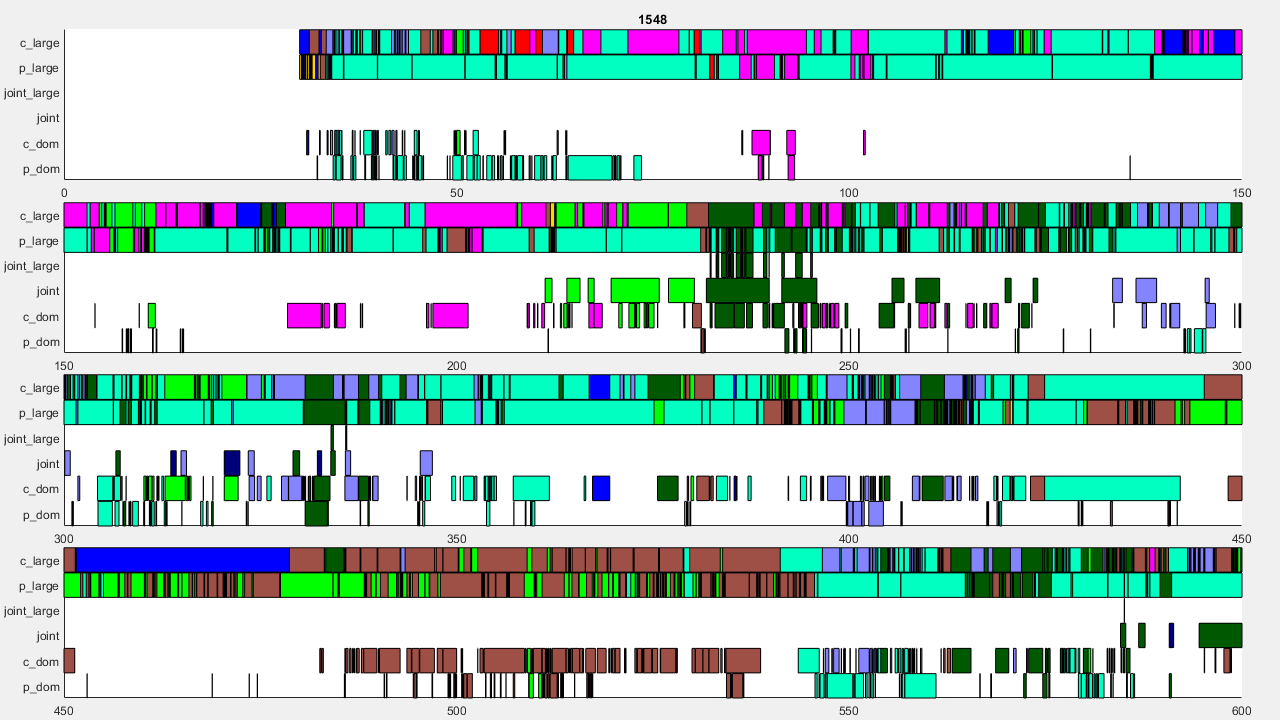 1548
c_large
p_large
joint_large
joint
c_dom
p_dom
0 50 100 150
c_large
p_large
joint_large
joint
c_dom
p_dom
150 200 250 300
c_large
p_large
joint_large
joint
c_dom
p_dom
300 350 400 450
c_large
p_large
joint_large
joint
c_dom
p_dom
450 500 550 600